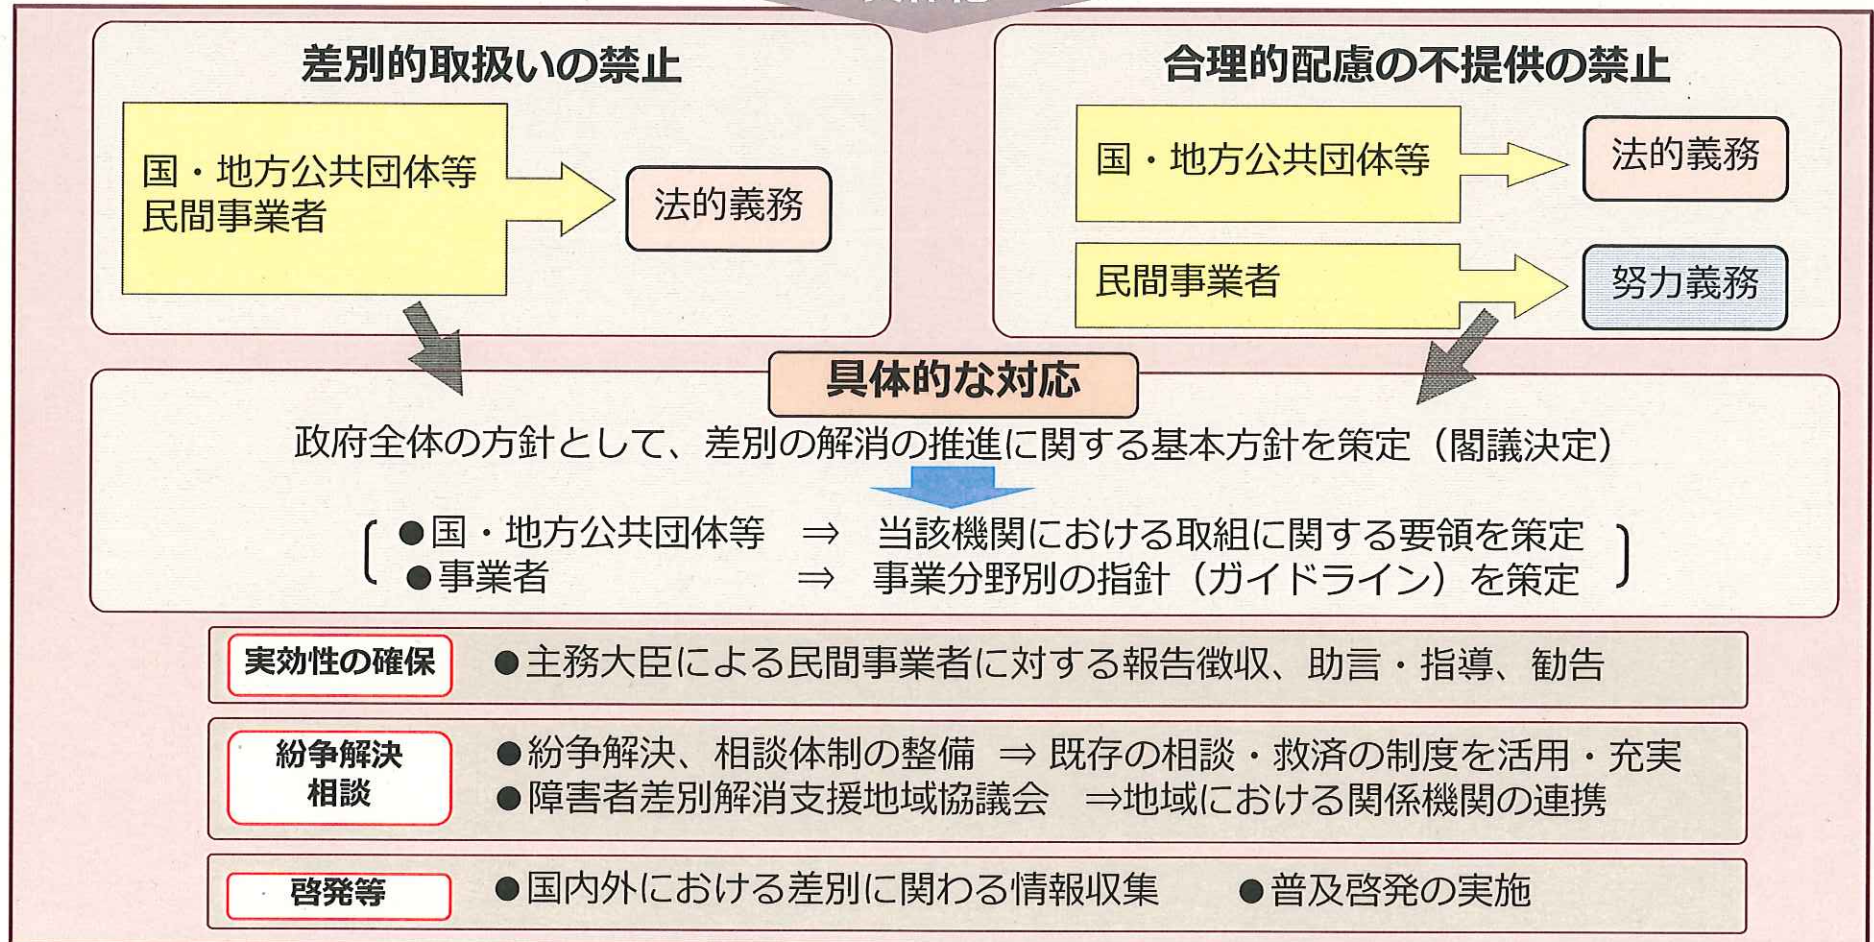 差別的取扱いの禁止
国・地方公共団体等
民間事業者
法的義務
合理的配慮の不提供の禁止
国・地方公共団体等
法的義務
民間事業者
努力義務
具体的な対応
政府全体の方針として、差別の解消の推進に関する基本方針を策定（閣議決定）
●国・地方公共団体等 ⇒ 当該機関における取組に関する要領を策定
●事業者 ⇒ 事業分野別の指針（ガイドライン）を策定
実効性の確保
●主務大臣による民間事業者に対する報告徴収、助言・指導、勧告
紛争解決
相談
●紛争解決、相談体制の整備 ⇒ 既存の相談・救済の制度を活用・充実
●障害者差別解消支援地域協議会 ⇒地域における関係機関の連携
啓発等
●国内外における差別に関わる情報収集 ●普及啓発の実施